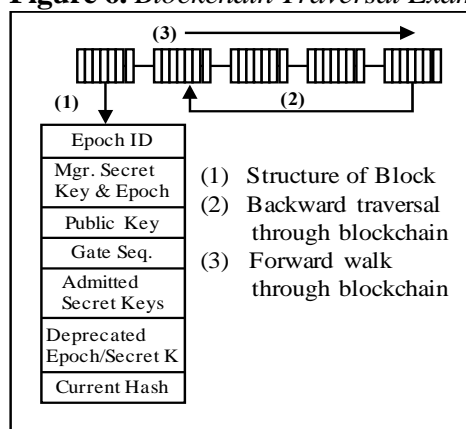 Figure 6. Blockchain Traversal Exam
(3)
(1)
(2)
Epoch ID
Mgr. Secret
Key & Epoch
Public Key
Gate Seq.
Admitted
Secret Keys
Deprecated
Epoch/Secret K
Current Hash
(1) Structure of Block
(2) Backward traversal
through blockchain
(3) Forward walk
through blockchain